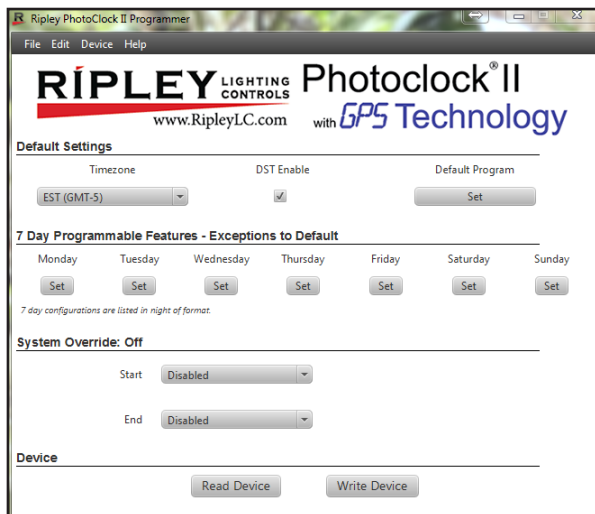 Ripley PhotoClock II Programmer
File Edit Device Help
RIPLEY LIGHTING CONTROLS
www.RipleyLC.com
Photoclock® II
with GPS Technology
Default Settings
Timezone DST Enable Default Program
EST (GMT-5) Set
7 Day Programmable Features - Exceptions to Default
Monday Tuesday Wednesday Thursday Friday Saturday Sunday
Set Set Set Set Set Set Set
7 day configurations are listed in night of format.
System Override: Off
Start Disabled
End Disabled
Device
Read Device Write Device